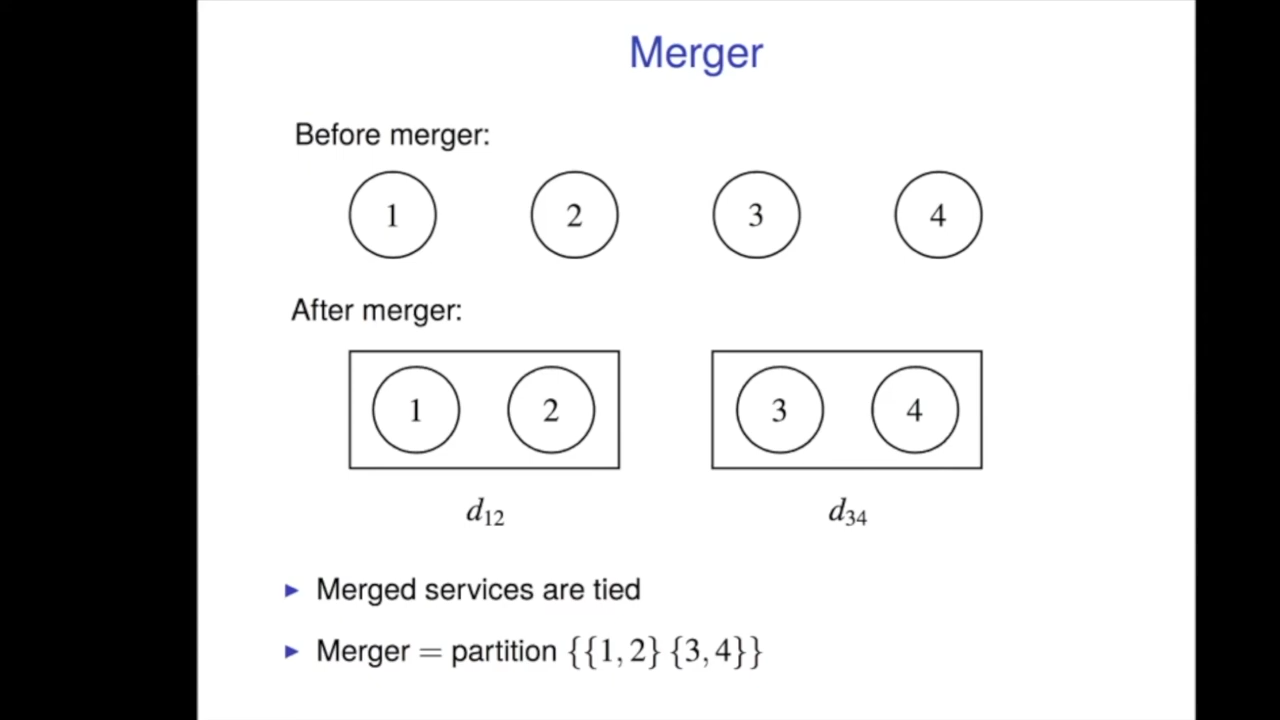 Merger
Before merger:
1 2 3 4
After merger:
1 2 3 4
d₁₂ d₃₄
▶ Merged services are tied
▶ Merger = partition {{1, 2} {3, 4}}